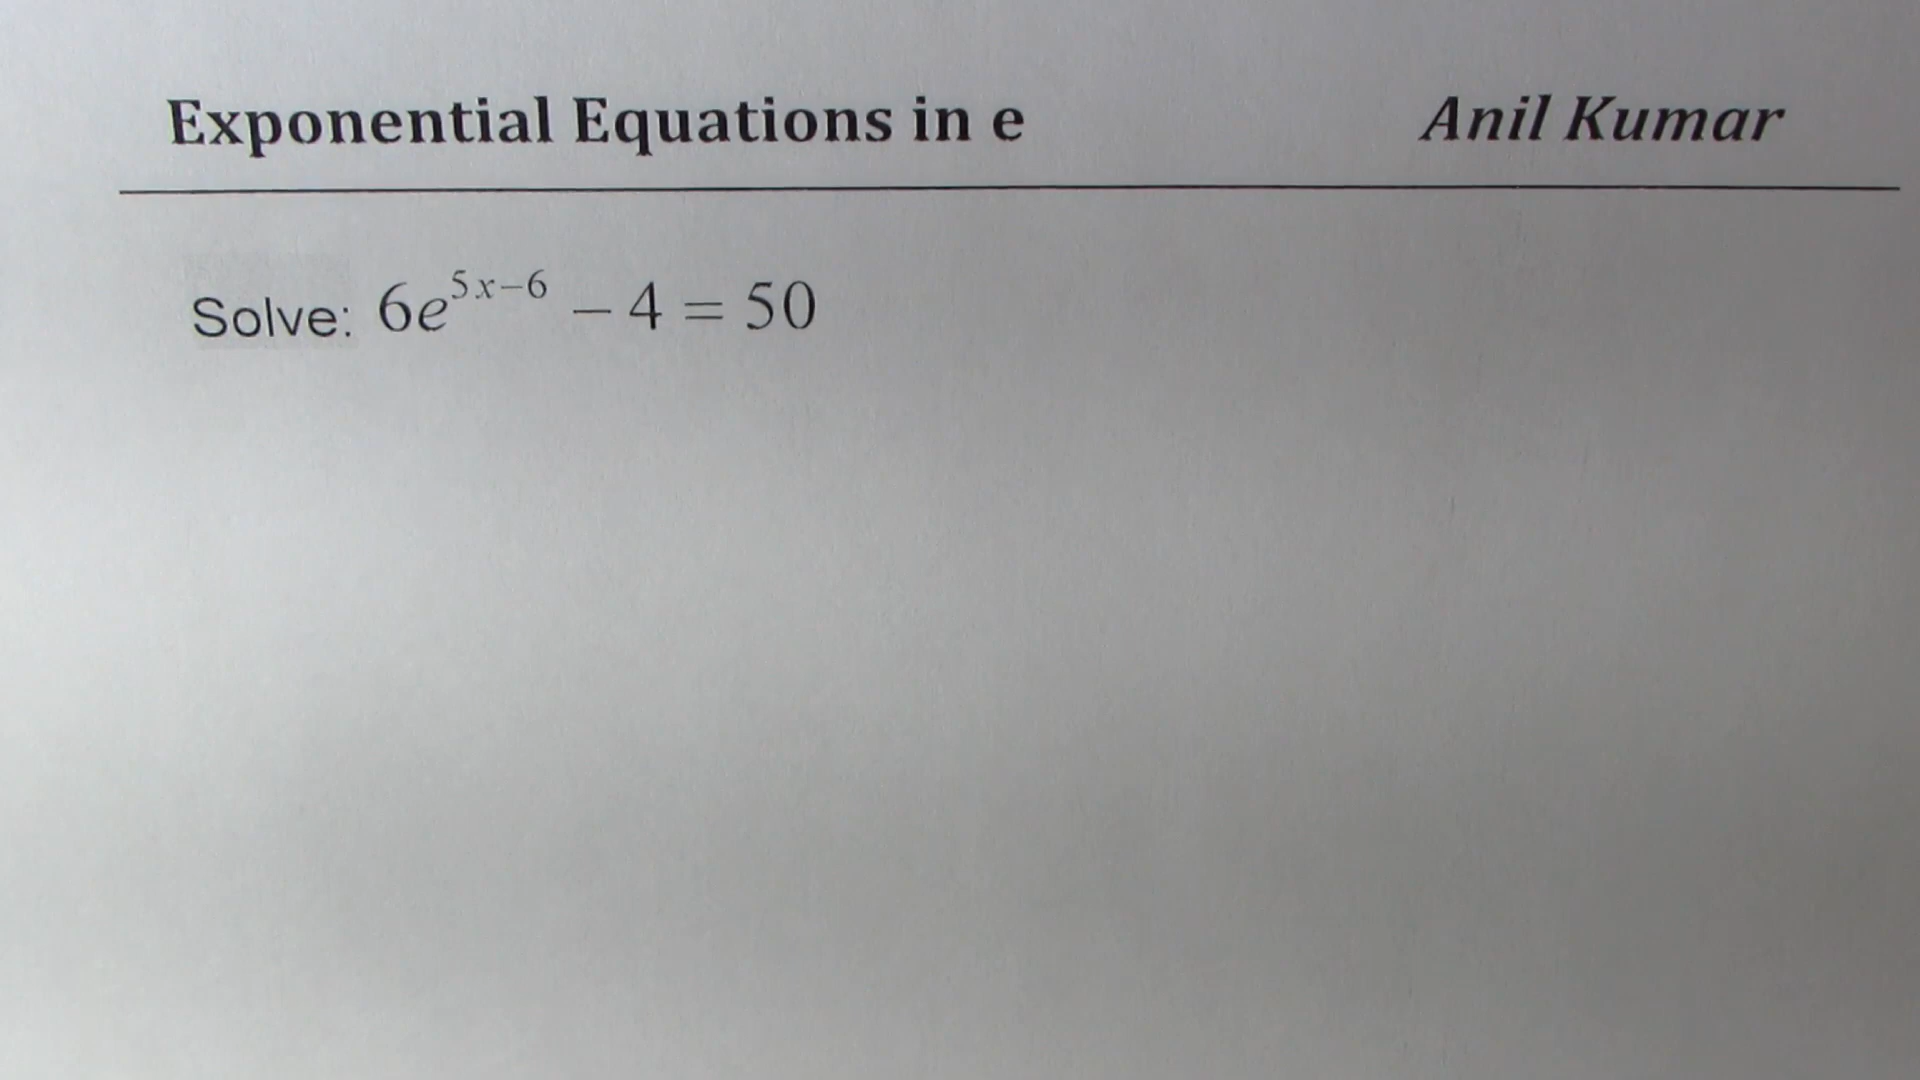 Exponential Equations in e Anil Kumar
Solve: 6e^{5x-6} - 4 = 50